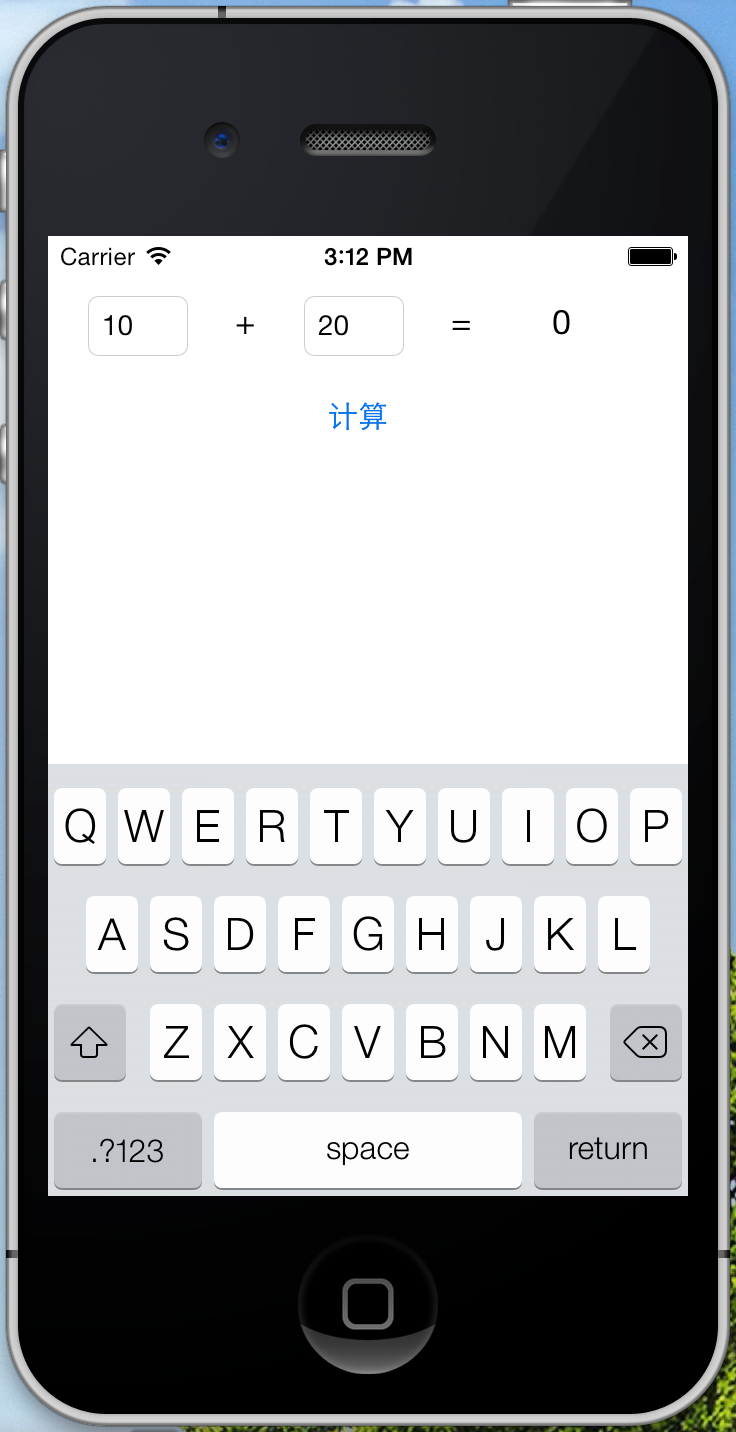 Carrier 3:12 PM
10 + 20 = 0
计算
Q W E R T Y U I O P
A S D F G H J K L
Z X C V B N M
.?123 space return